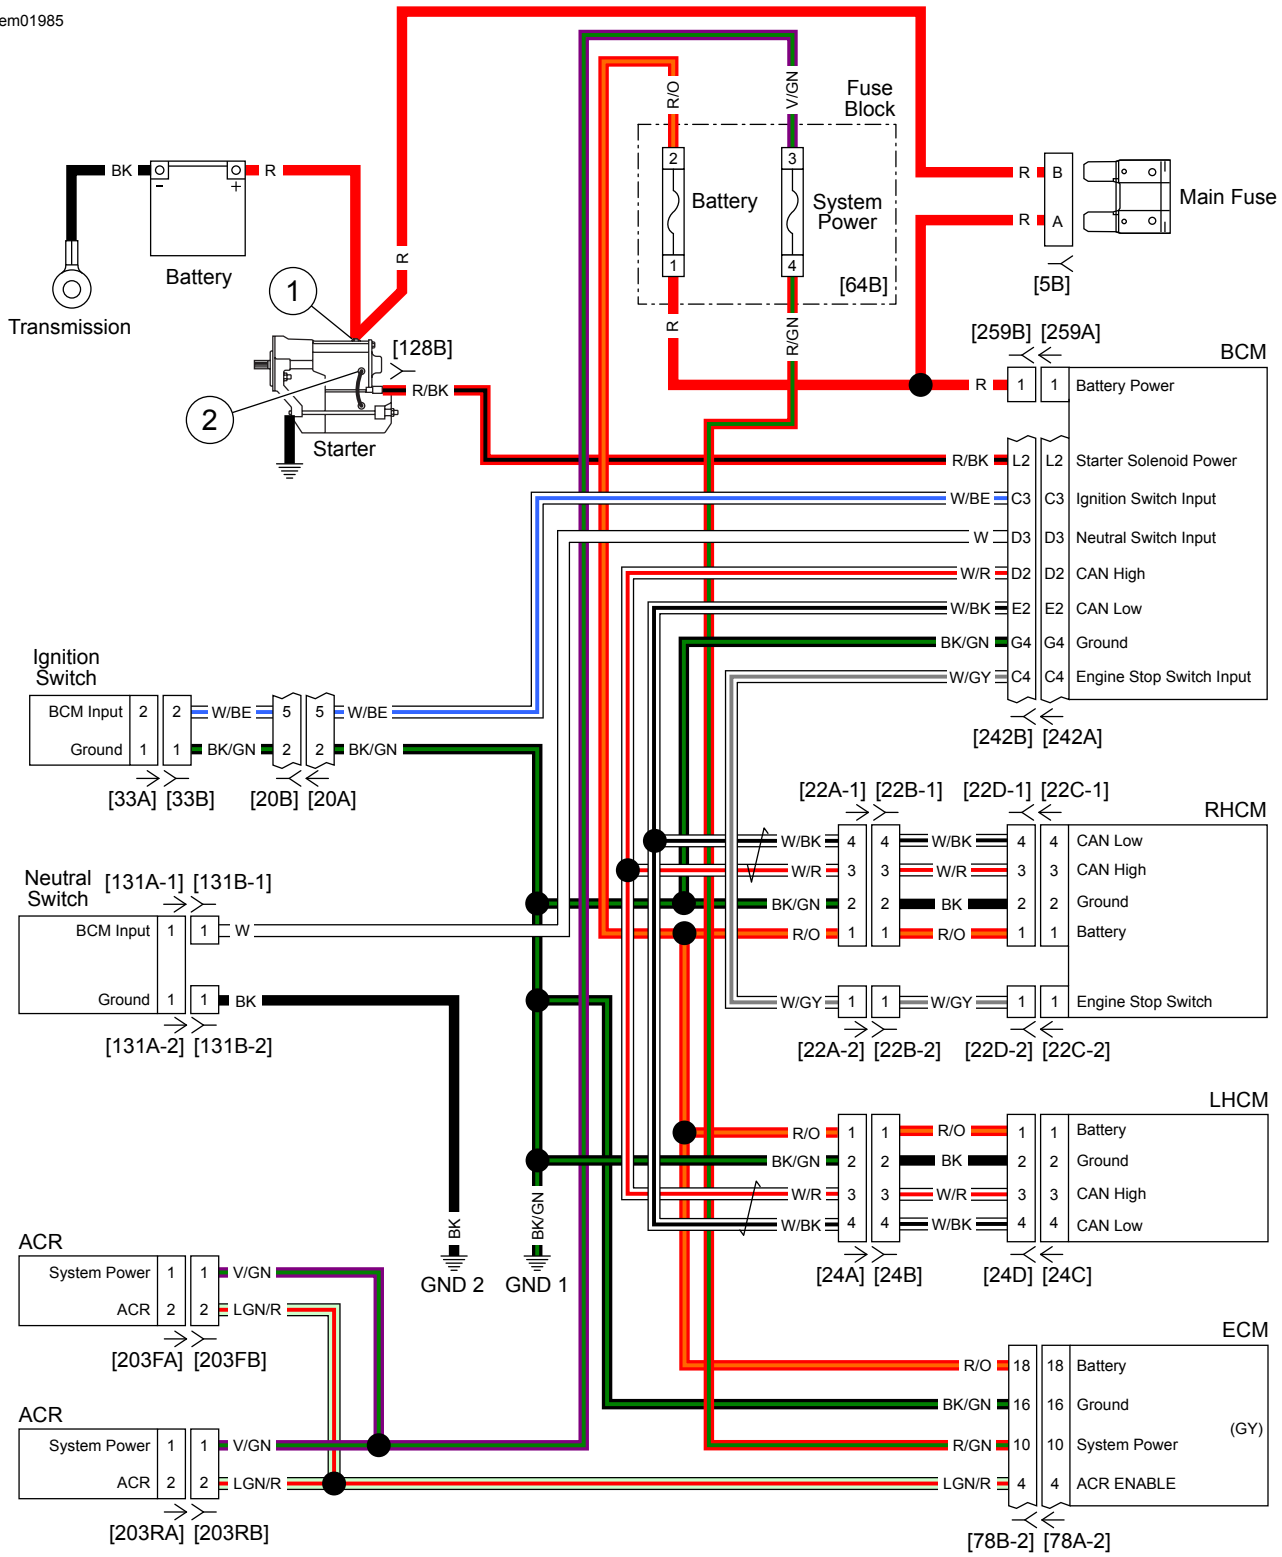 em01985
R/O
V/GN
Fuse
Block
BK
R
2
3
B
R
Battery
System
Power
Main Fuse
- +
R
A
Battery
R
1
4
[64B]
[5B]
1
Transmission
R
R/GN
[259B] [259A]
[128B]
BCM
R
1
1
Battery Power
R/BK
2
Starter
R/BK
L2
L2
Starter Solenoid Power
W/BE
C3
C3
Ignition Switch Input
W
D3
D3
Neutral Switch Input
W/R
D2
D2
CAN High
W/BK
E2
E2
CAN Low
BK/GN
G4
G4
Ground
W/GY
C4
C4
Engine Stop Switch Input
[242B] [242A]
Ignition
Switch
BCM Input
2
2
W/BE
5
5
W/BE
Ground
1
1
BK/GN
2
2
BK/GN
[33A] [33B]
[20B] [20A]
[22A-1] [22B-1]
[22D-1] [22C-1]
RHCM
W/BK
4
4
W/BK
4
4
CAN Low
W/R
3
3
W/R
3
3
CAN High
BK/GN
2
2
BK
2
2
Ground
R/O
1
1
R/O
1
1
Battery
W/GY
1
1
W/GY
1
1
Engine Stop Switch
[22A-2] [22B-2]
[22D-2] [22C-2]
Neutral
Switch
[131A-1] [131B-1]
BCM Input
1
1
W
Ground
1
1
BK
[131A-2] [131B-2]
LHCM
R/O
1
1
R/O
1
1
Battery
BK/GN
2
2
BK
2
2
Ground
W/R
3
3
W/R
3
3
CAN High
W/BK
4
4
W/BK
4
4
CAN Low
[24A] [24B]
[24D] [24C]
BK
BK/GN
GND 2
GND 1
ACR
System Power
1
1
V/GN
ACR
2
2
LGN/R
[203FA] [203FB]
ACR
System Power
1
1
V/GN
ACR
2
2
LGN/R
[203RA] [203RB]
ECM
R/O
18
18
Battery
BK/GN
16
16
Ground
(GY)
R/GN
10
10
System Power
LGN/R
4
4
ACR ENABLE
[78B-2] [78A-2]